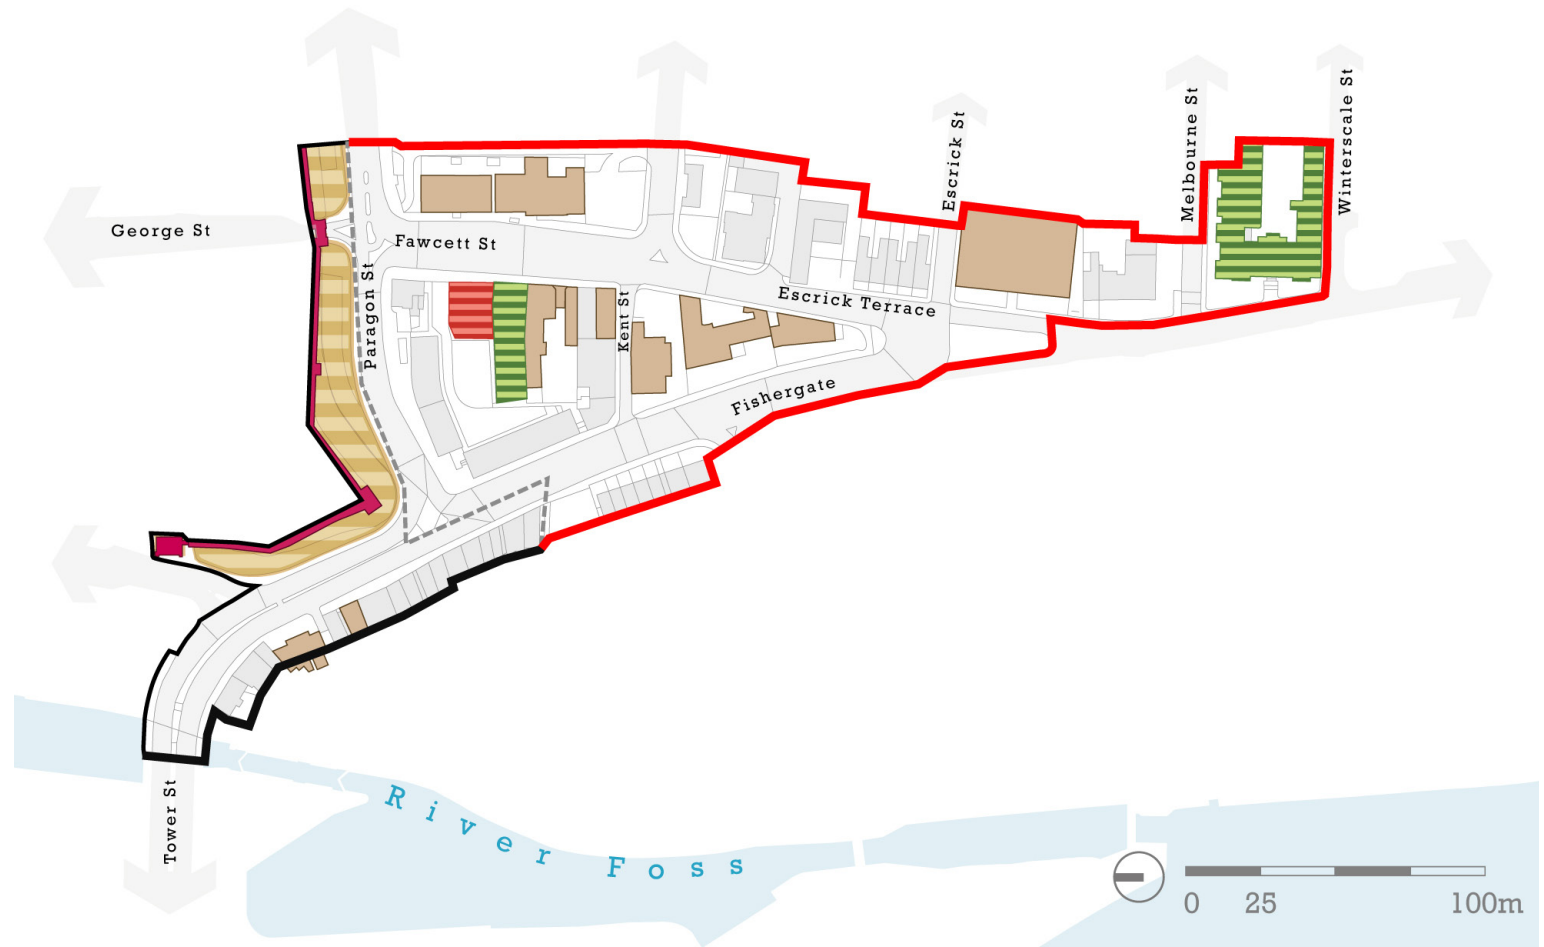 Winterscale St
Melbourne St
Escrick St
George St
Fawcett St
Paragon St
Escrick Terrace
Kent St
Fishergate
Tower St
River Foss
0 25 100m